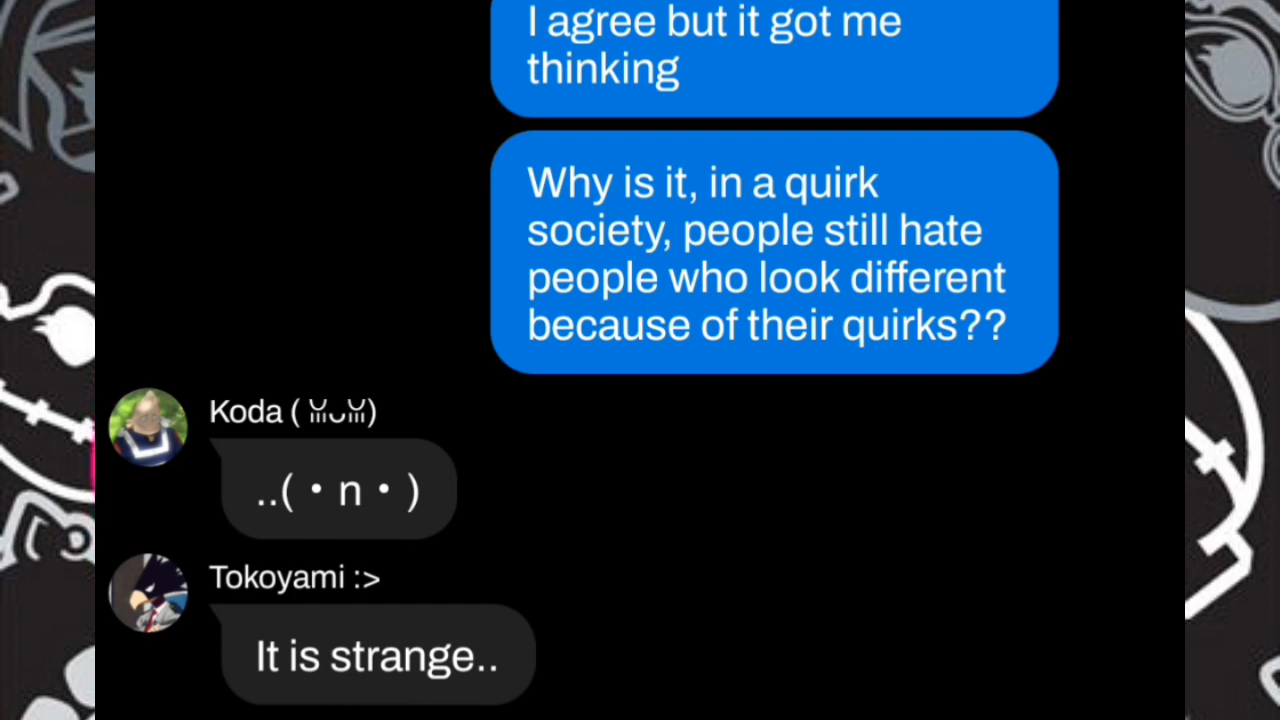 I agree but it got me
thinking
Why is it, in a quirk
society, people still hate
people who look different
because of their quirks??
Koda ( ಠᴗಠ)
..(・n・)
Tokoyami :>
It is strange..